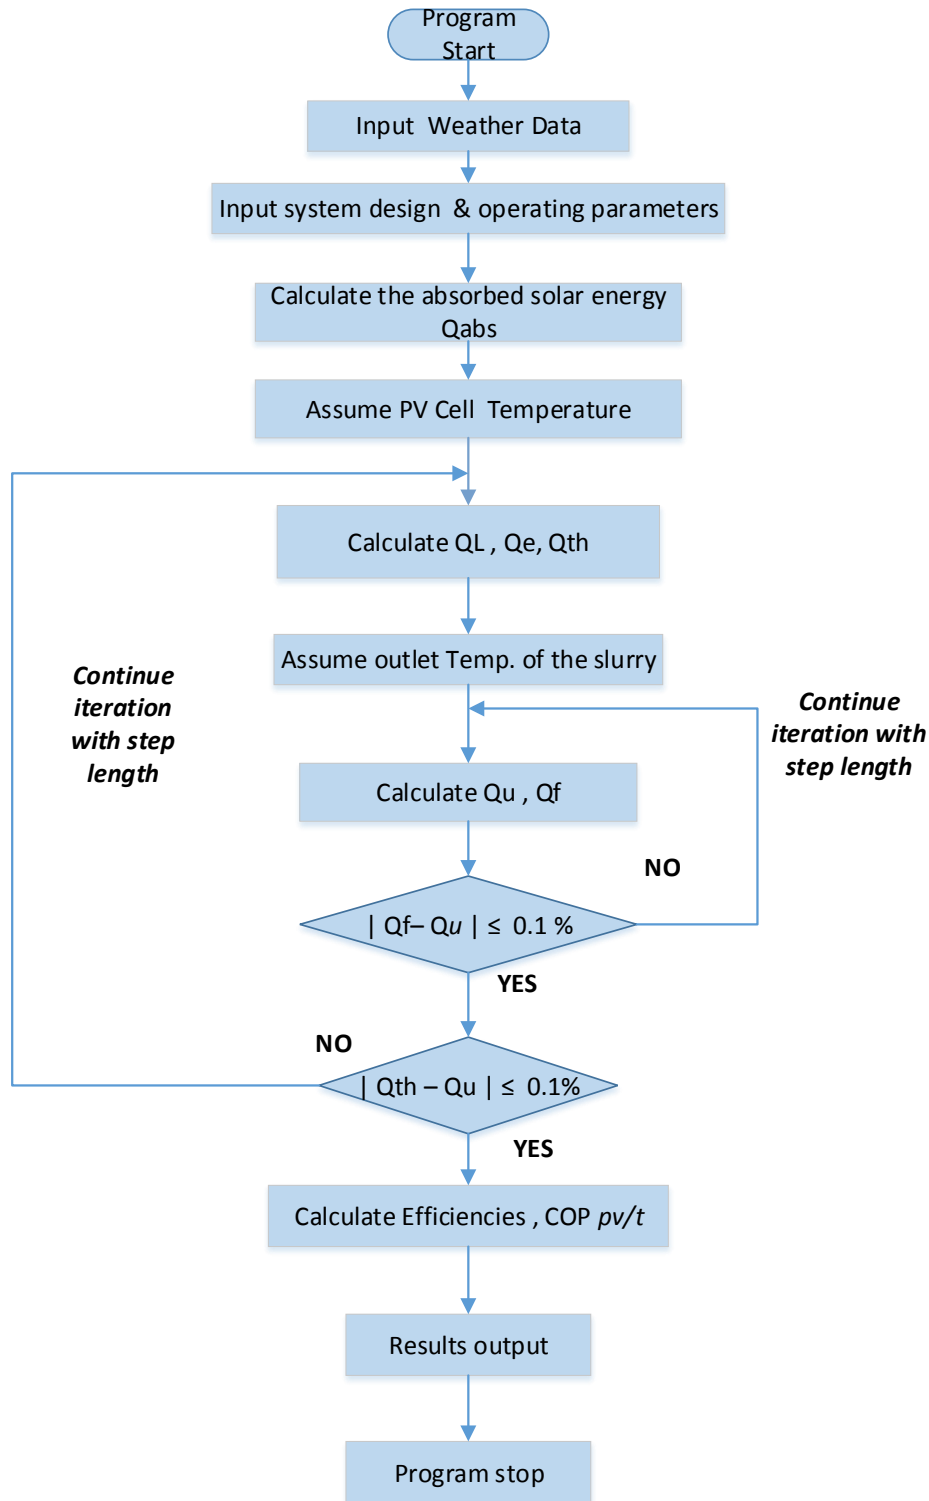 Program
Start
Input Weather Data
Input system design & operating parameters
Calculate the absorbed solar energy
Qabs
Assume PV Cell Temperature
Calculate QL , Qe, Qth
Assume outlet Temp. of the slurry
Continue
iteration
with step
length
Continue
iteration with
step length
Calculate Qu , Qf
NO
| Qf– Qu | ≤ 0.1 %
YES
NO
| Qth – Qu | ≤ 0.1%
YES
Calculate Efficiencies , COP pv/t
Results output
Program stop